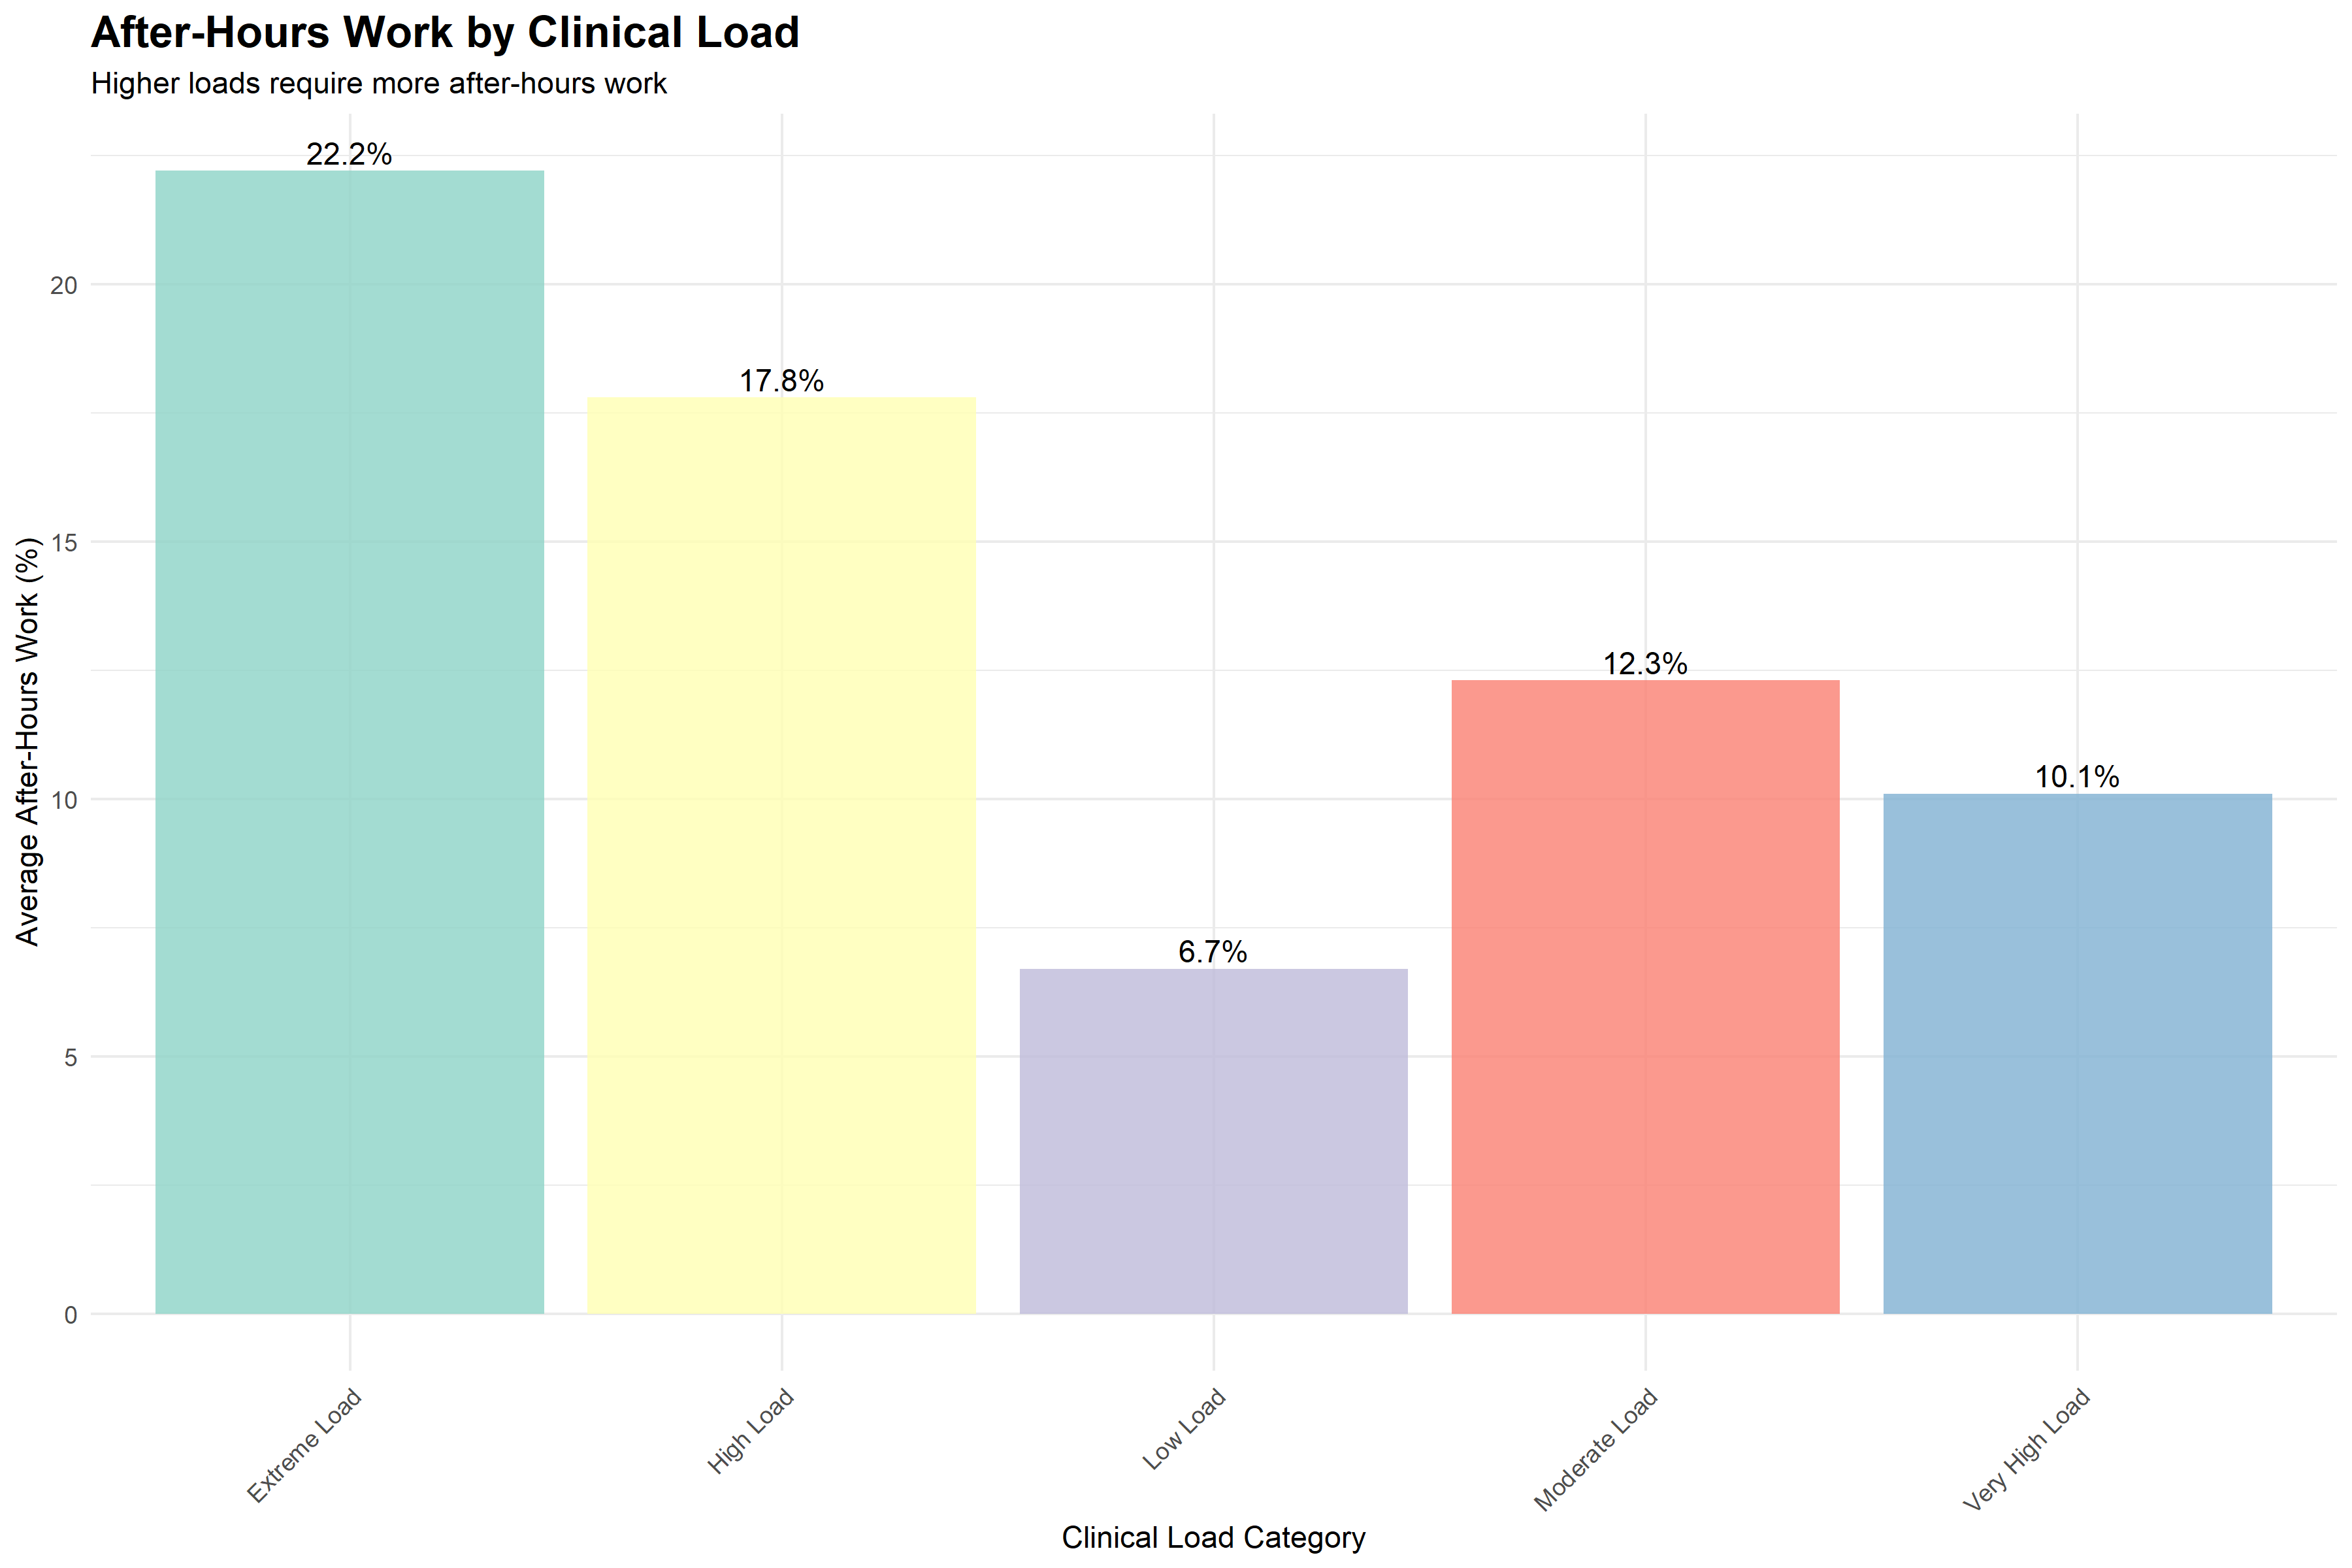 After-Hours Work by Clinical Load
Higher loads require more after-hours work
22.2%
17.8%
6.7%
12.3%
10.1%
20
15
10
5
0
Average After-Hours Work (%)
Extreme Load
High Load
Low Load
Moderate Load
Very High Load
Clinical Load Category